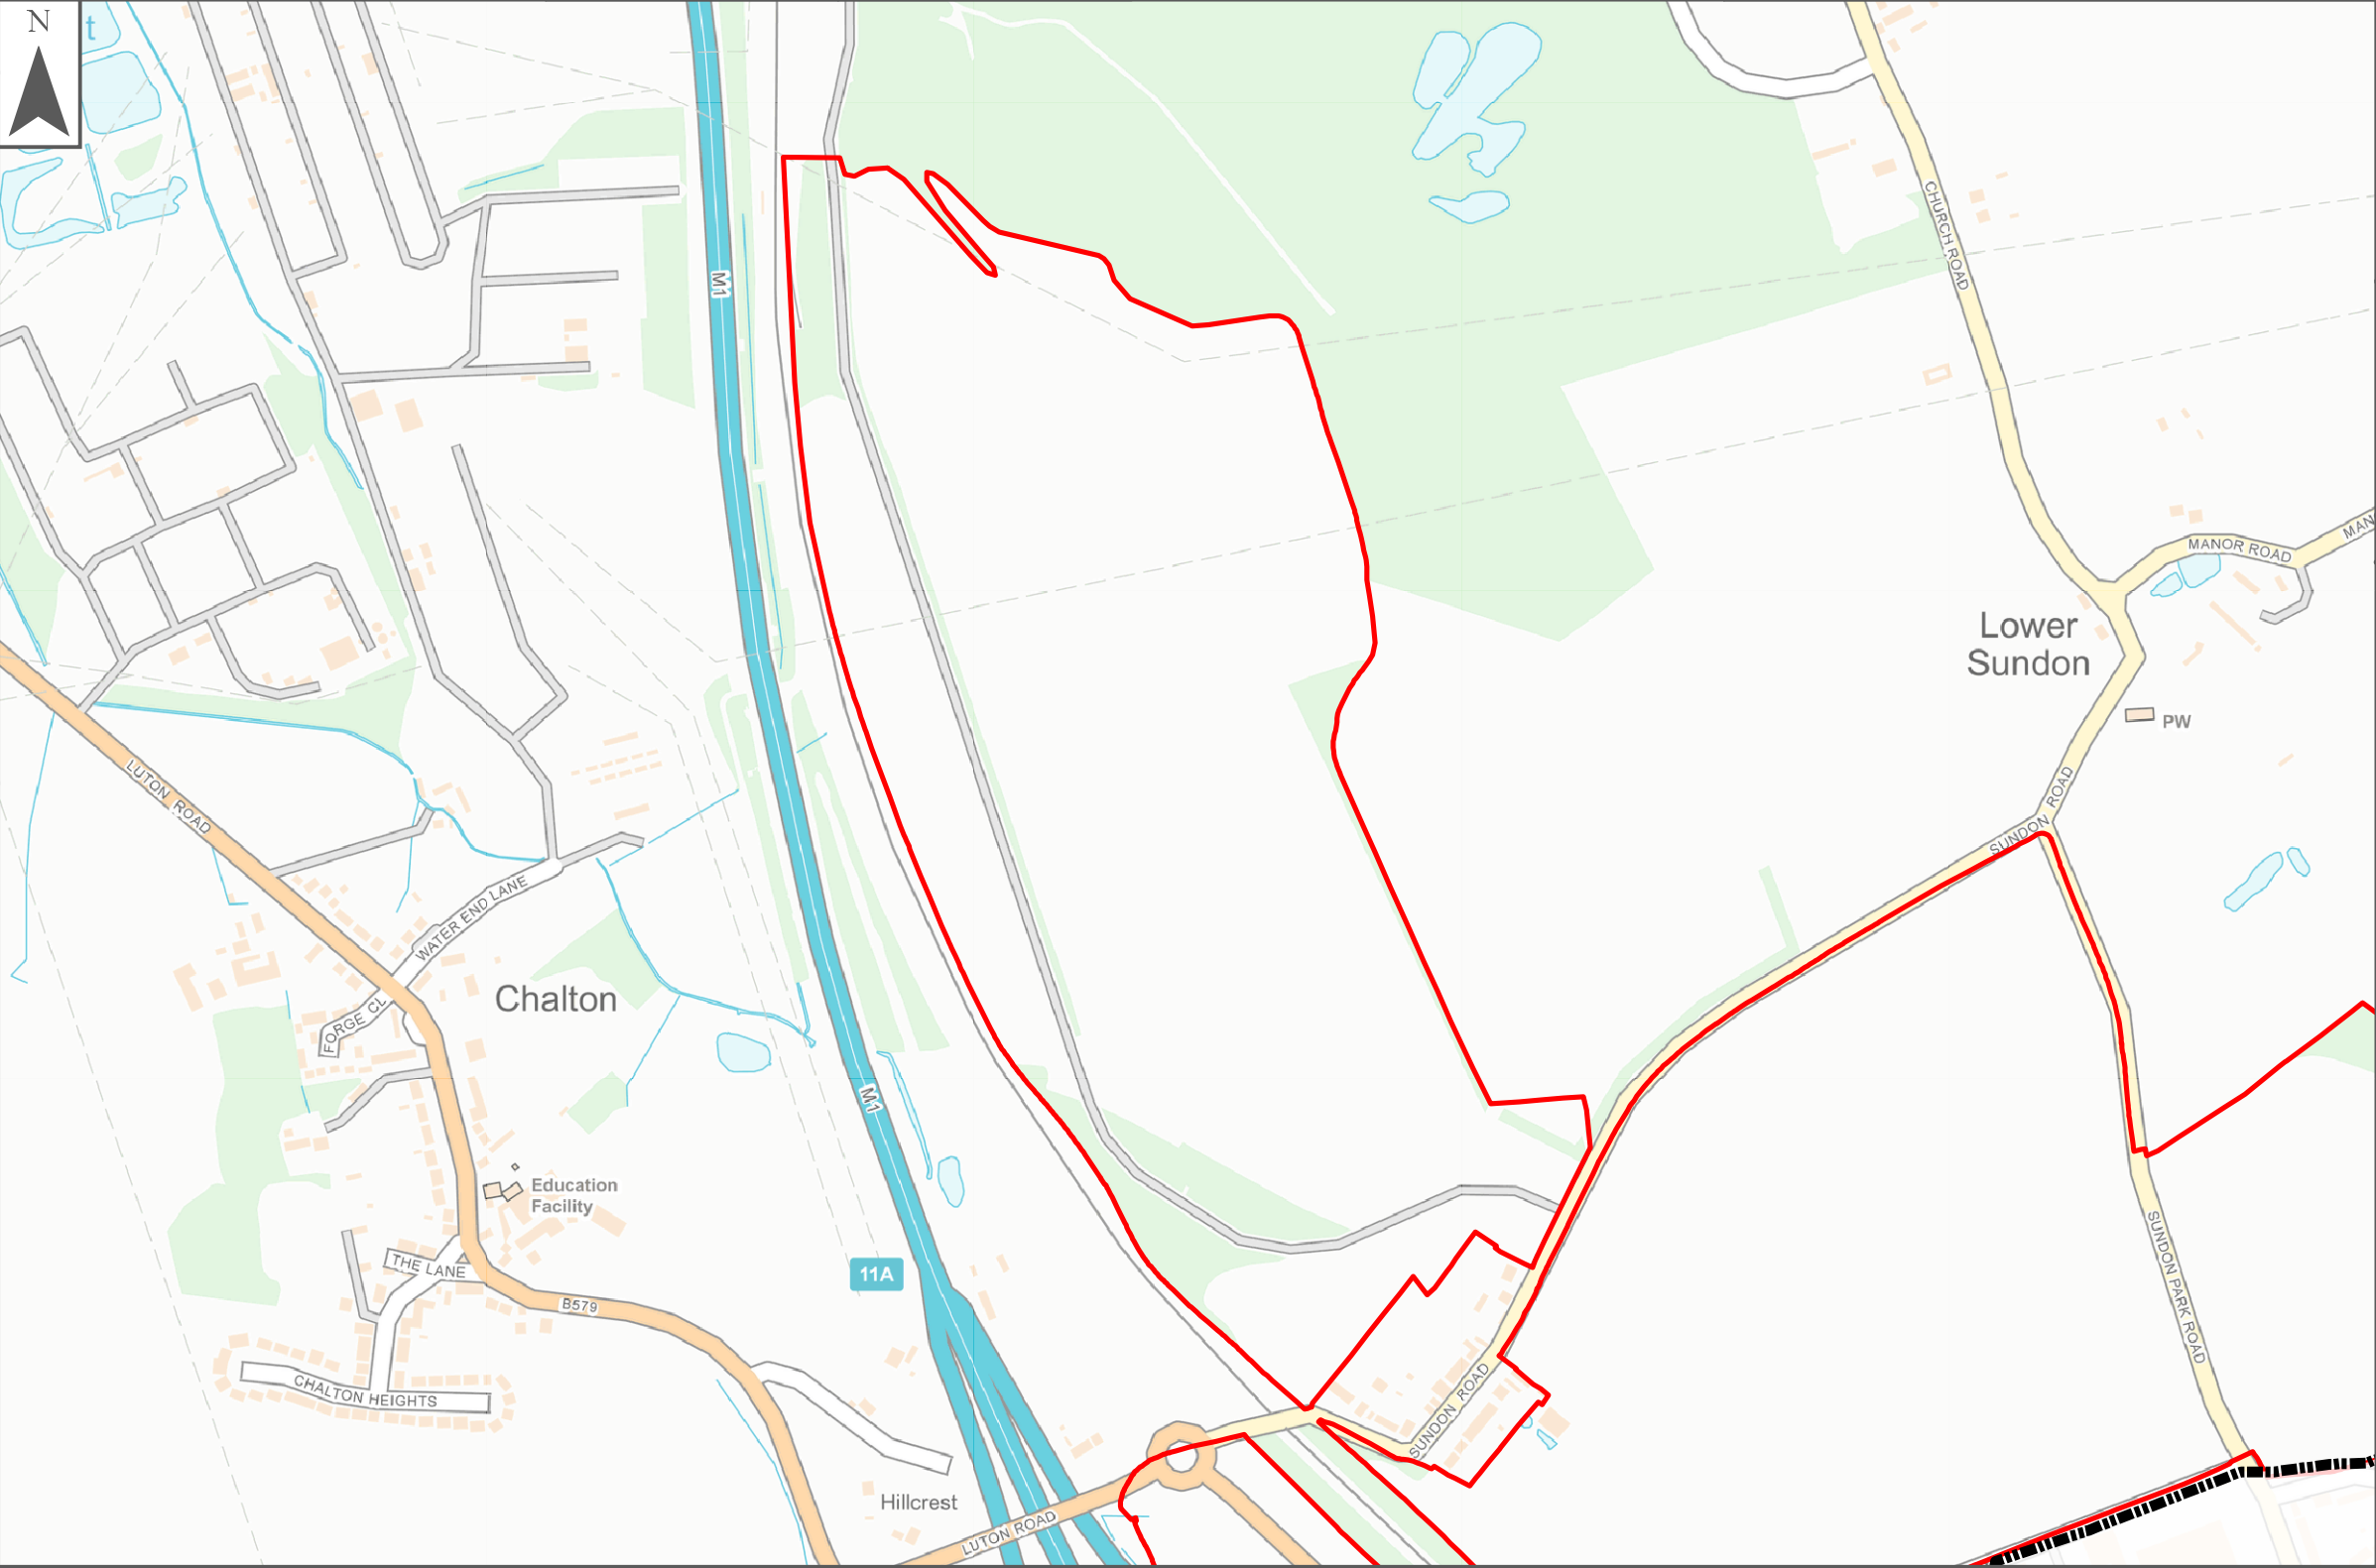 N
t
M1
CHURCH ROAD
MANOR ROAD
MAN
Lower
Sundon
PW
LUTON ROAD
SUNDON ROAD
WATER END LANE
FORGE CL
Chalton
M1
Education
Facility
THE LANE
11A
B579
SUNDON PARK ROAD
CHALTON HEIGHTS
SUNDON ROAD
Hillcrest
LUTON ROAD